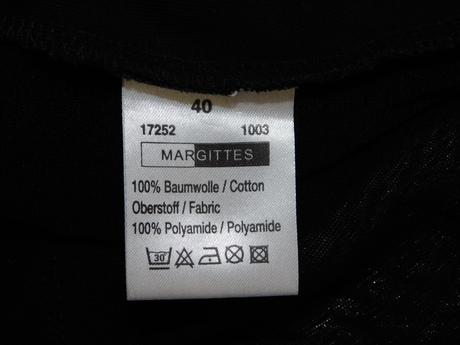 40
17252 1003
MARGITTES
100% Baumwolle / Cotton
Oberstoff / Fabric
100% Polyamide / Polyamide
30